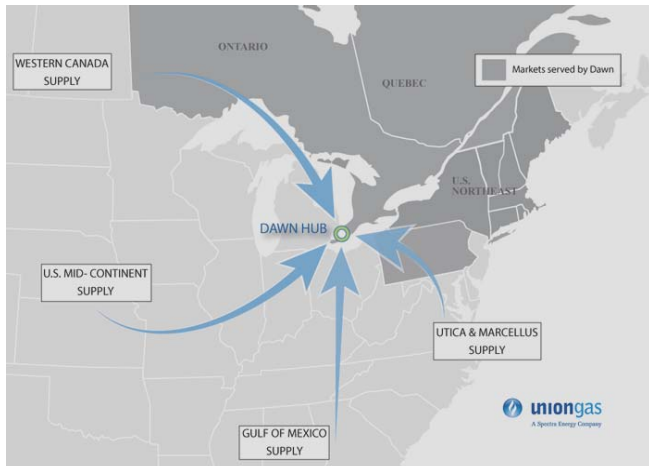 ONTARIO
WESTERN CANADA
SUPPLY
QUEBEC
Markets served by Dawn
U.S.
NORTHEAST
DAWN HUB
U.S. MID- CONTINENT
SUPPLY
UTICA & MARCELLUS
SUPPLY
GULF OF MEXICO
SUPPLY
uniongas
A Spectra Energy Company